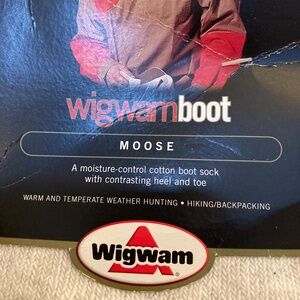 wigwamboot
MOOSE
A moisture-control cotton boot sock
with contrasting heel and toe
WARM AND TEMPERATE WEATHER HUNTING • HIKING/BACKPACKING
Wigwam®